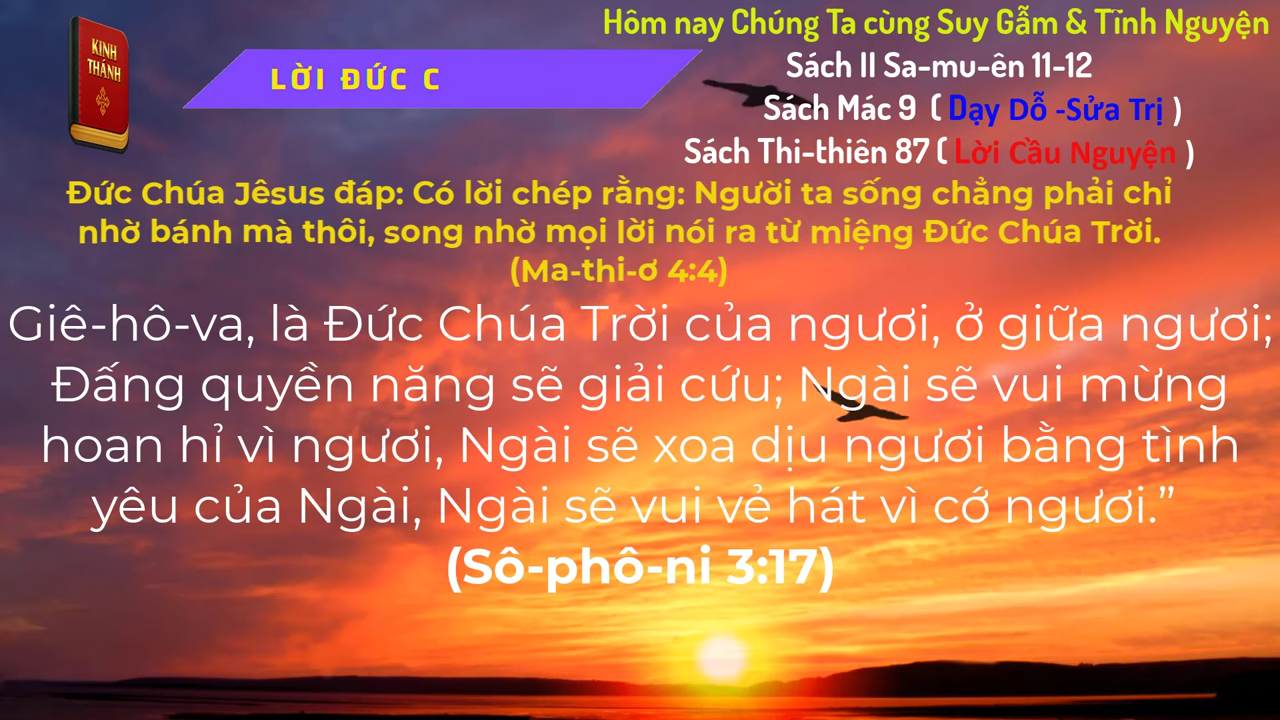 Hôm nay Chúng Ta cùng Suy Gẫm & Tĩnh Nguyện
KINH
THÁNH
LỜI ĐỨC C
Sách II Sa-mu-ên 11-12
Sách Mác 9 ( Dạy Dỗ -Sửa Trị )
Sách Thi-thiên 87 ( Lời Cầu Nguyện )
Đức Chúa Jêsus đáp: Có lời chép rằng: Người ta sống chẳng phải chỉ
nhờ bánh mà thôi, song nhờ mọi lời nói ra từ miệng Đức Chúa Trời.
(Ma-thi-ơ 4:4)
Giê-hô-va, là Đức Chúa Trời của ngươi, ở giữa ngươi;
Đấng quyền năng sẽ giải cứu; Ngài sẽ vui mừng
hoan hỉ vì ngươi, Ngài sẽ xoa dịu ngươi bằng tình
yêu của Ngài, Ngài sẽ vui vẻ hát vì cớ ngươi.”
(Sô-phô-ni 3:17)